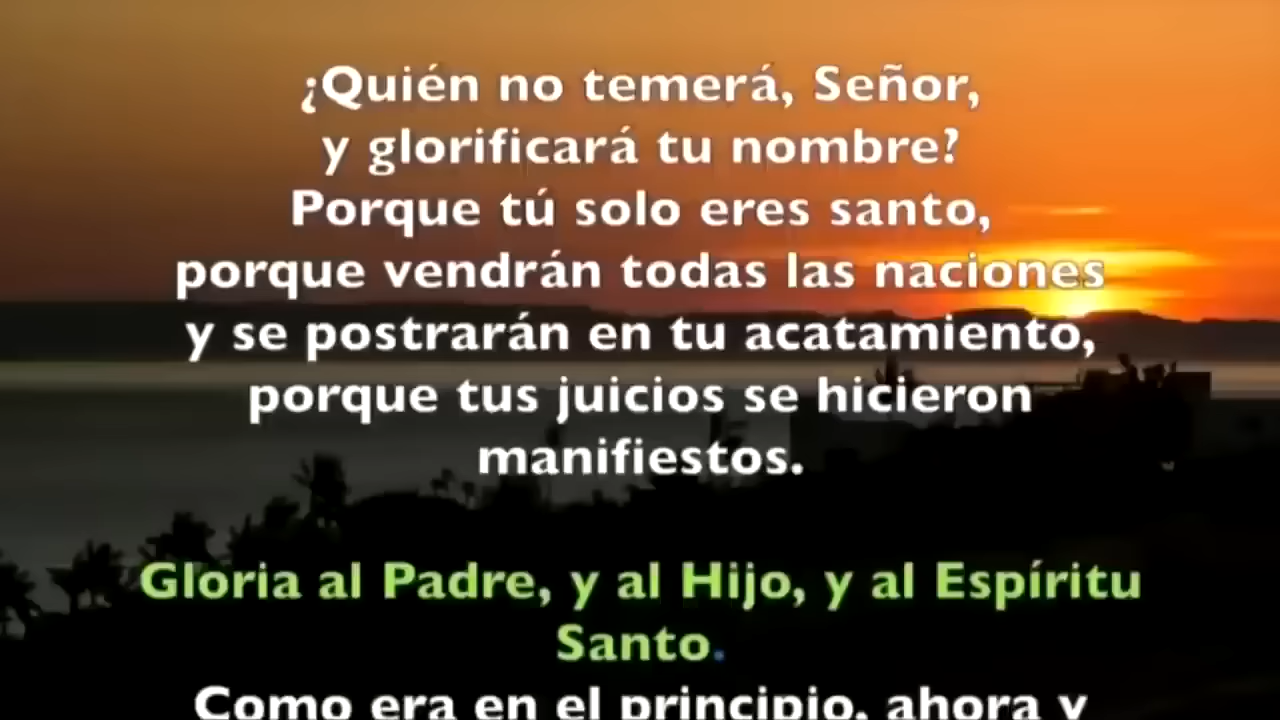 ¿Quién no temerá, Señor,
y glorificará tu nombre?
Porque tú solo eres santo,
porque vendrán todas las naciones
y se postrarán en tu acatamiento,
porque tus juicios se hicieron
manifiestos.
Gloria al Padre, y al Hijo, y al Espíritu
Santo.
Como era en el principio, ahora y